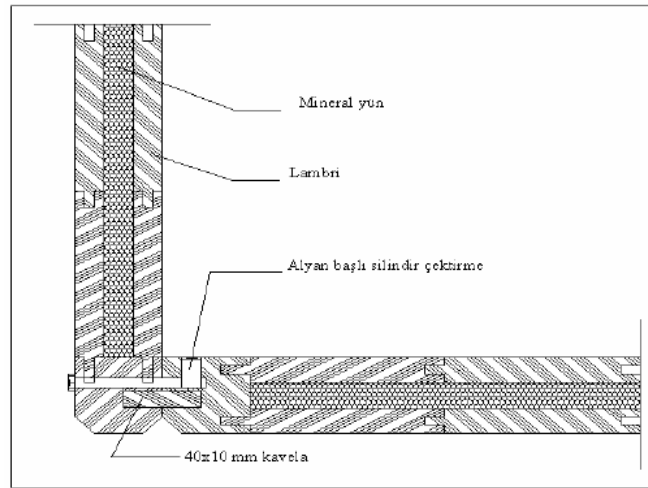 Mineral yün
Lambri
Alyan başlı silindir çektirme
40x10 mm kavela